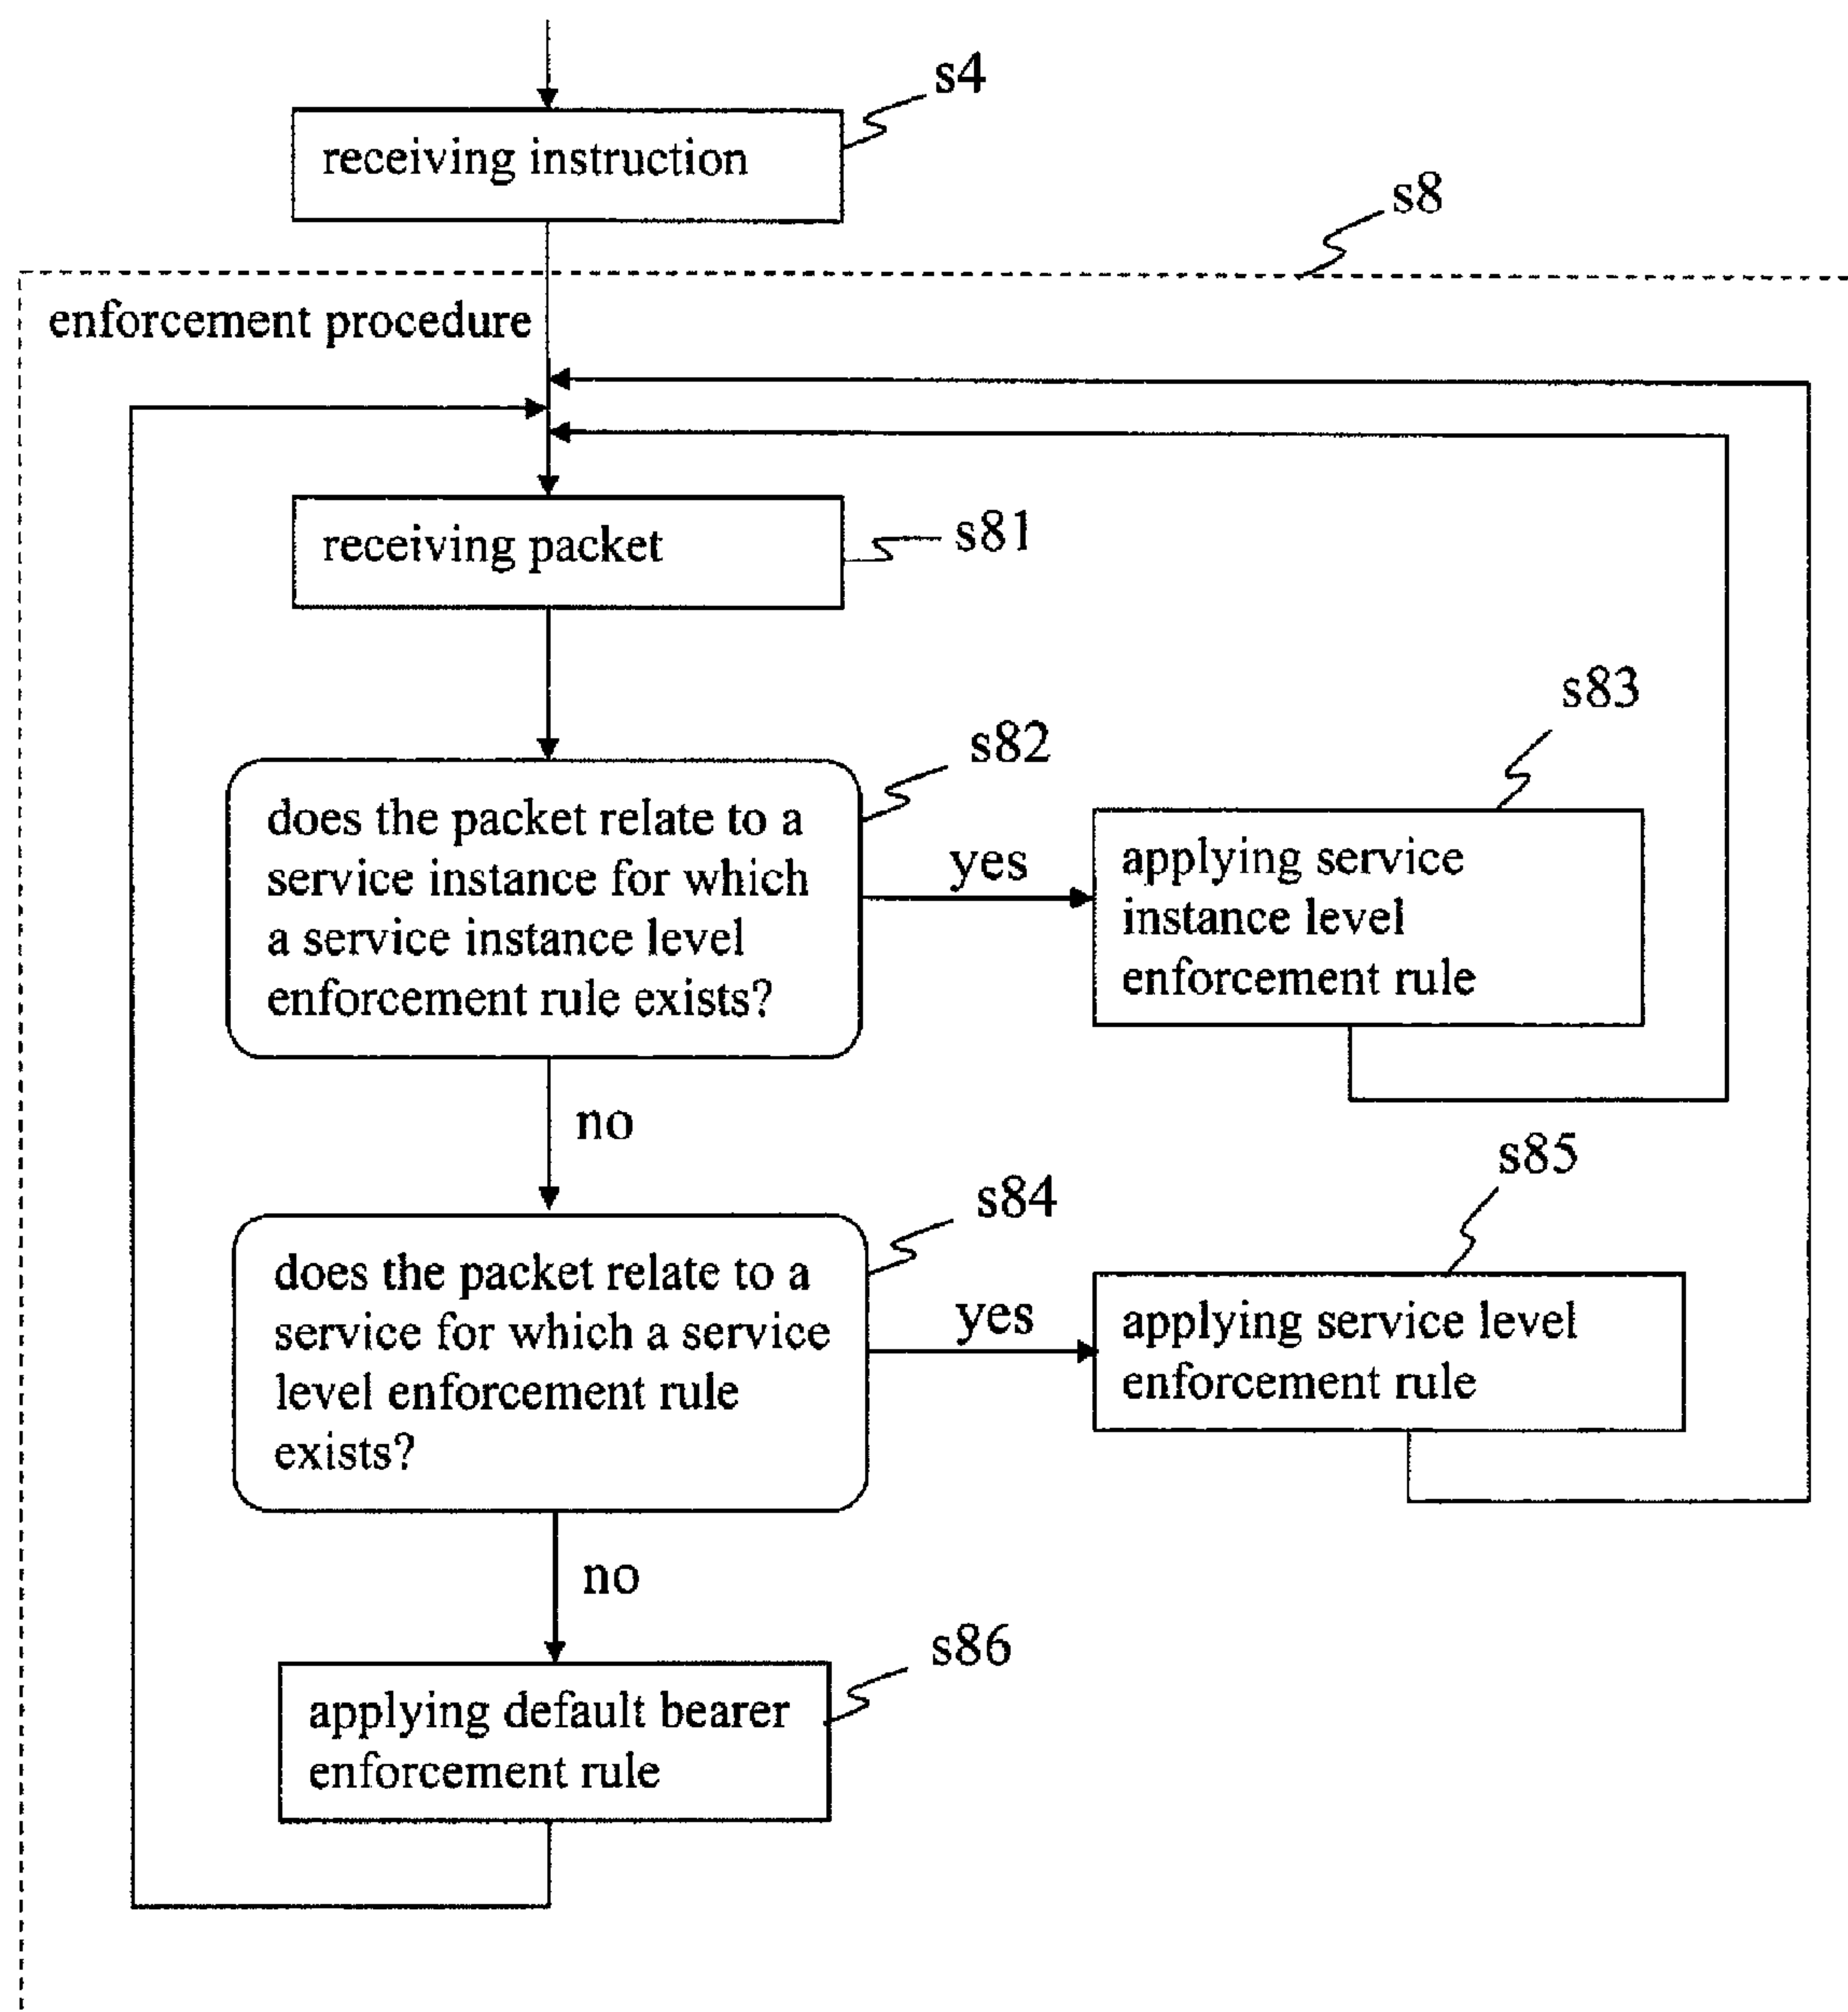 s4
receiving instruction
s8
enforcement procedure
receiving packet
s81
s82
does the packet relate to a
service instance for which
a service instance level
enforcement rule exists?
yes
s83
applying service
instance level
enforcement rule
no
s84
does the packet relate to a
service for which a service
level enforcement rule
exists?
yes
s85
applying service level
enforcement rule
no
s86
applying default bearer
enforcement rule